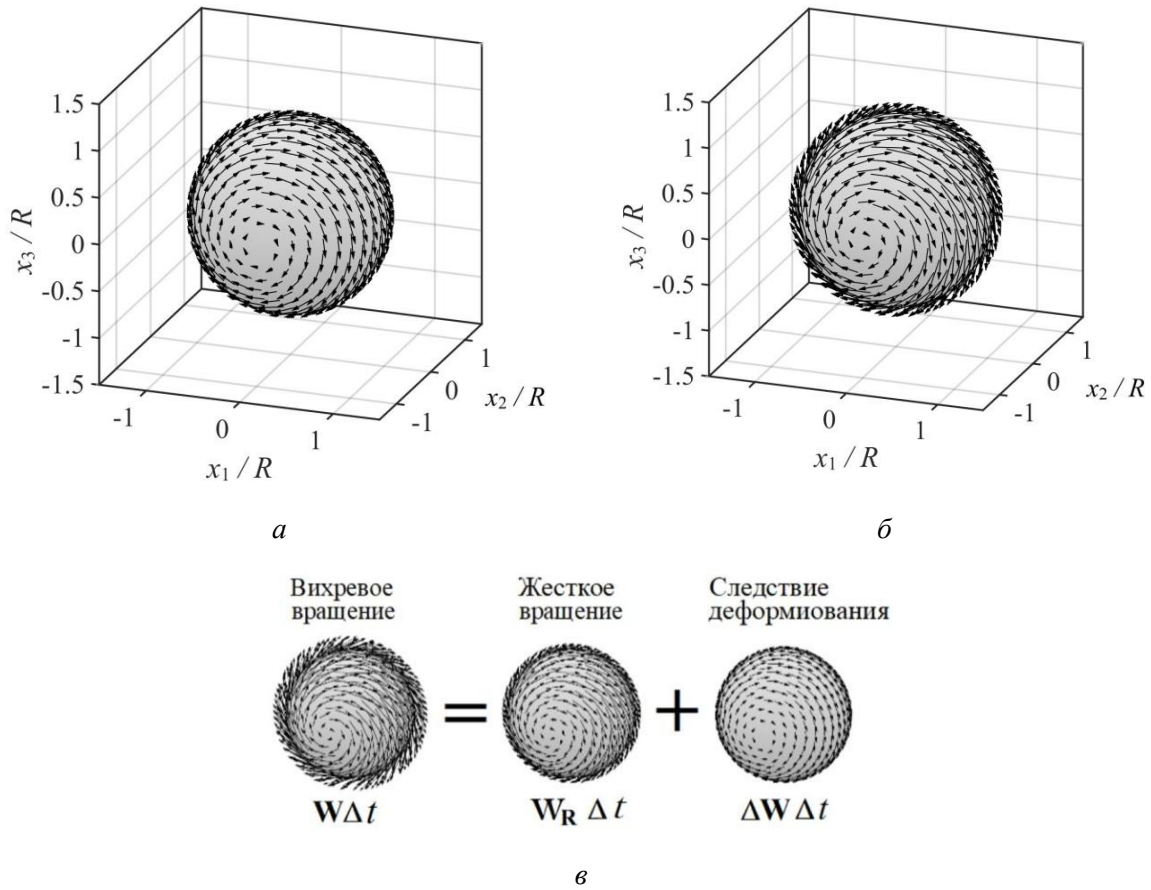 1.5
1
0.5
0
-0.5
-1
-1.5
x₃ / R
-1
0
1
x₁ / R
-1
0
1
x₂ / R
а
1.5
1
0.5
0
-0.5
-1
-1.5
x₃ / R
-1
0
1
x₁ / R
-1
0
1
x₂ / R
б
Вихревое
вращение
Жесткое
вращение
Следствие
деформиования
=
+
WΔt
W_R Δt
ΔW Δt
в